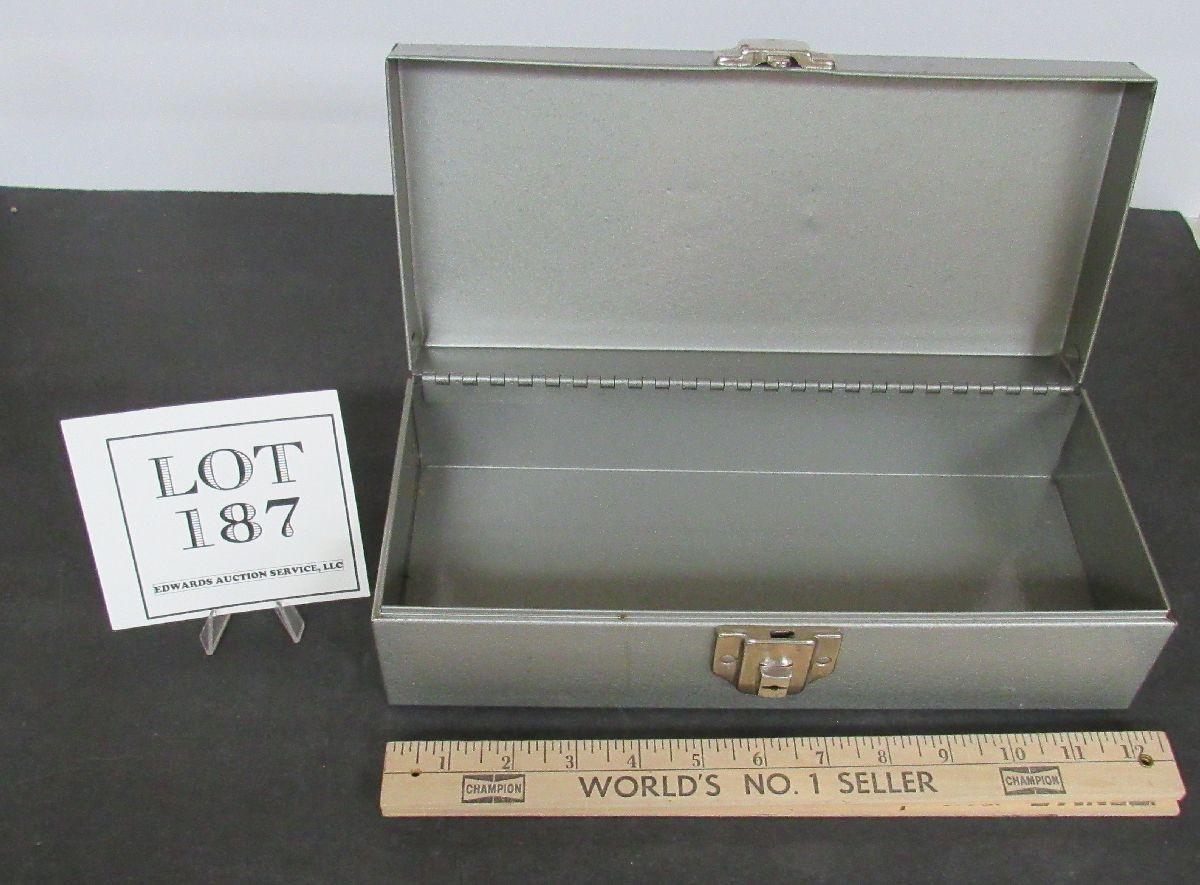 LOT
187
EDWARDS AUCTION SERVICE, LLC
1 2 3 4 5 6 7 8 9 10 11 12
CHAMPION WORLD'S NO. 1 SELLER CHAMPION